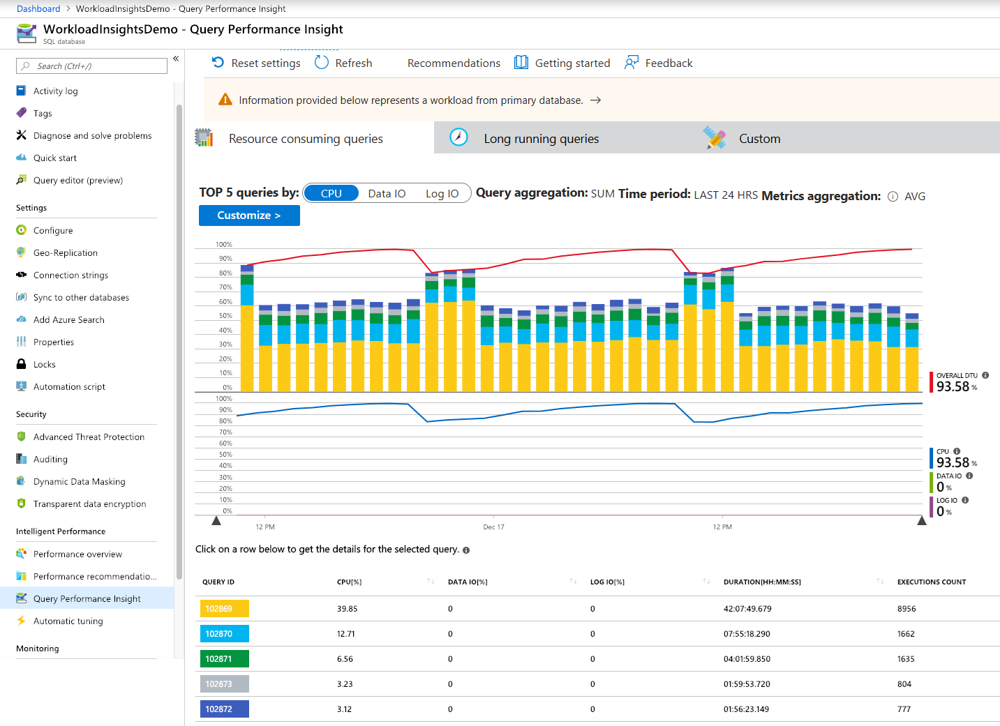 Dashboard > WorkloadInsightsDemo - Query Performance Insight
WorkloadInsightsDemo - Query Performance Insight
SQL database
Search (Ctrl+/)
«
Activity log
Tags
Diagnose and solve problems
Quick start
Query editor (preview)
Settings
Configure
Geo-Replication
Connection strings
Sync to other databases
Add Azure Search
Properties
Locks
Automation script
Security
Advanced Threat Protection
Auditing
Dynamic Data Masking
Transparent data encryption
Intelligent Performance
Performance overview
Performance recommendatio...
Query Performance Insight
Automatic tuning
Monitoring
Reset settings Refresh Recommendations Getting started Feedback
Information provided below represents a workload from primary database. →
Resource consuming queries Long running queries Custom
TOP 5 queries by: CPU Data IO Log IO Query aggregation: SUM Time period: LAST 24 HRS Metrics aggregation: AVG
Customize >
100%
90%
80%
70%
60%
50%
40%
30%
20%
10%
0%
OVERALL DTU
93.58 %
100%
90%
80%
70%
60%
50%
40%
30%
20%
10%
0%
CPU
93.58 %
DATA IO
0 %
LOG IO
0 %
12 PM Dec 17 12 PM
Click on a row below to get the details for the selected query.
QUERY ID CPU[%] DATA IO[%] LOG IO[%] DURATION[HH:MM:SS] EXECUTIONS COUNT
102869 39.85 0 0 42:07:49.679 8956
102870 12.71 0 0 07:55:18.290 1662
102871 6.56 0 0 04:01:59.850 1635
102873 3.23 0 0 01:59:53.720 804
102872 3.12 0 0 01:56:23.149 777